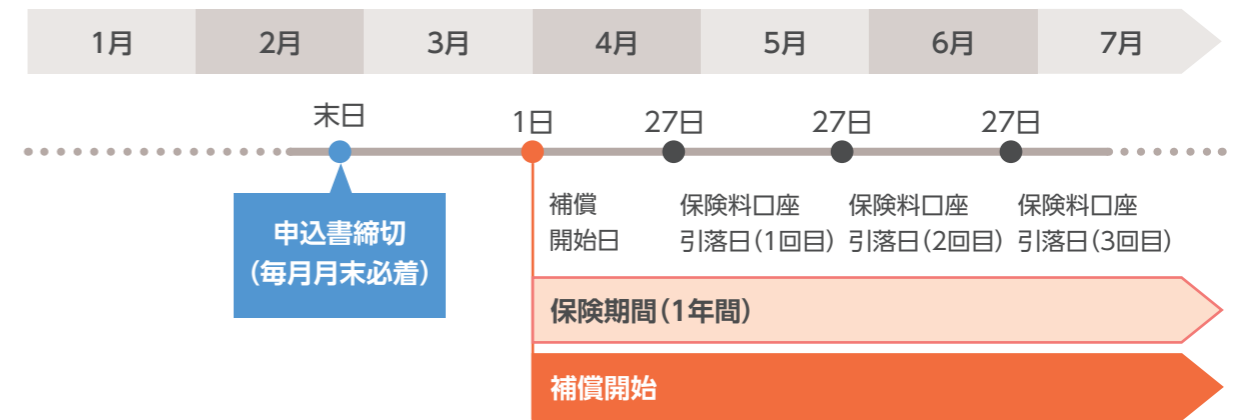 1月 2月 3月 4月 5月 6月 7月
末日 1日 27日 27日 27日
申込書締切
（毎月月末必着）
補償
開始日
保険料口座
引落日（1回目）
保険料口座
引落日（2回目）
保険料口座
引落日（3回目）
保険期間（1年間）
補償開始